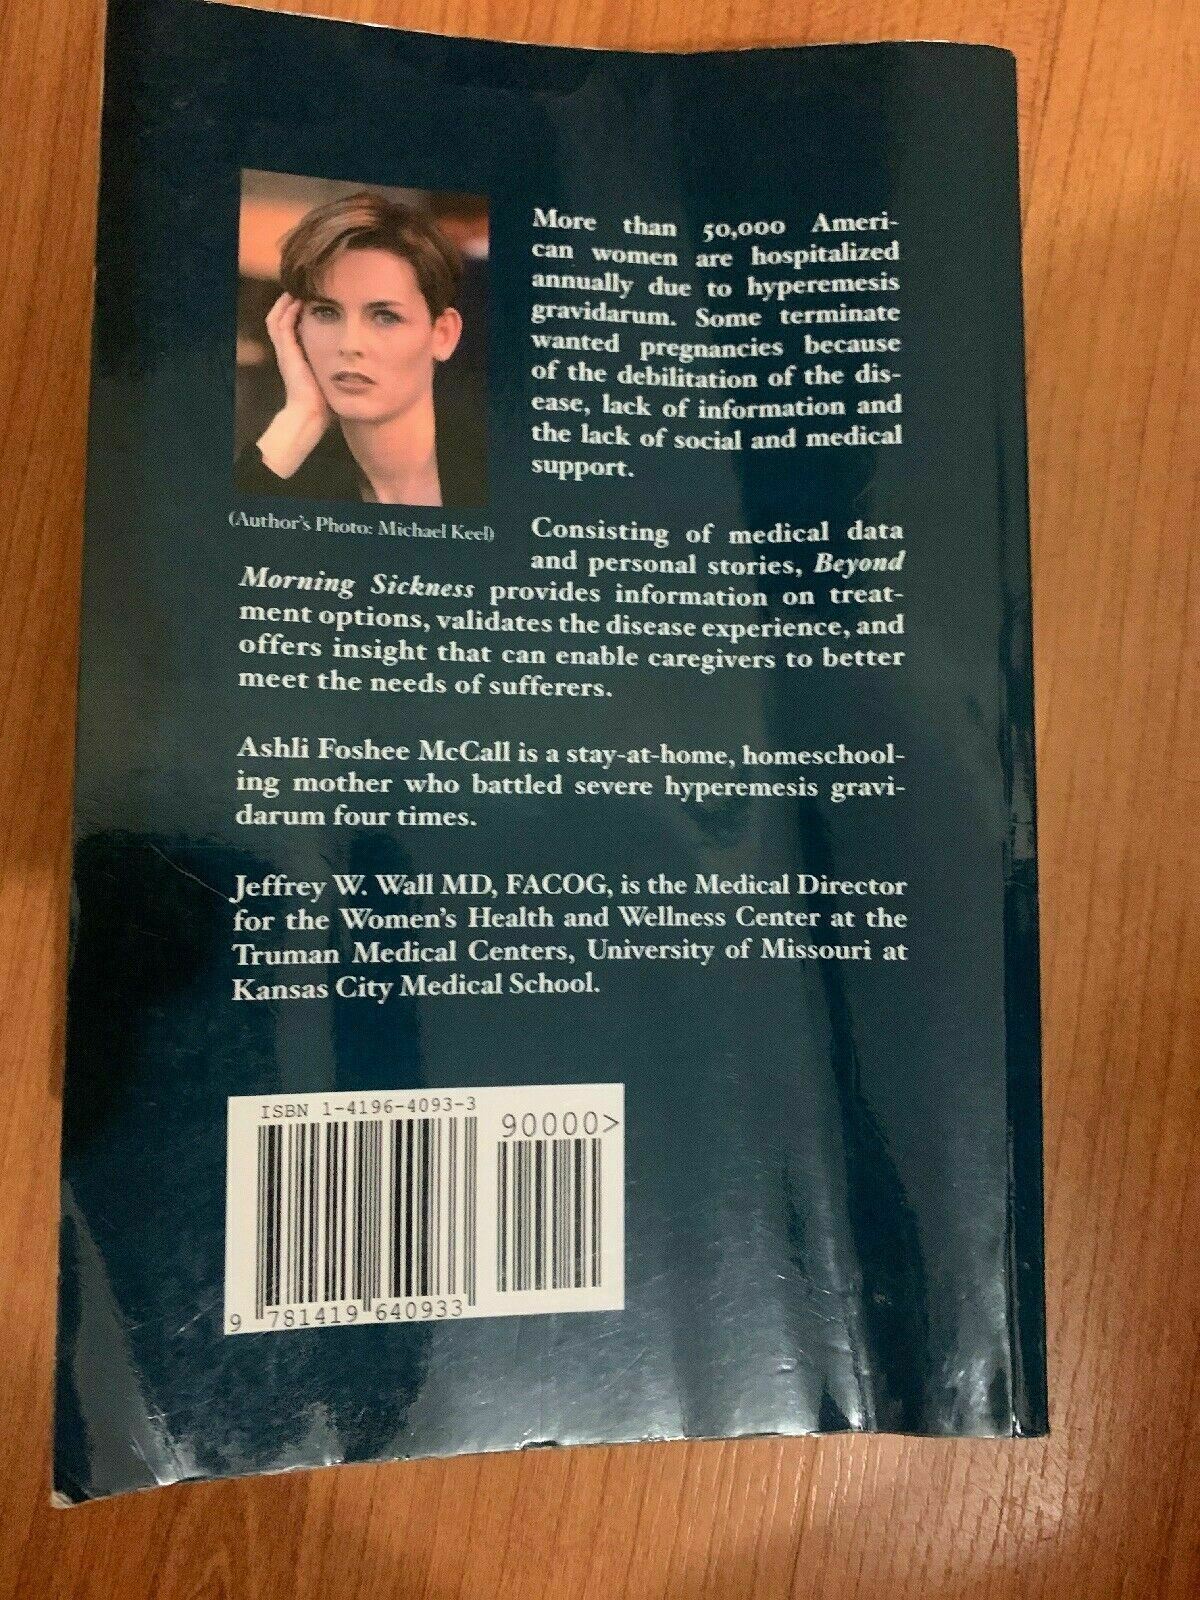 More than 50,000 Ameri-
can women are hospitalized
annually due to hyperemesis
gravidarum. Some terminate
wanted pregnancies because
of the debilitation of the dis-
ease, lack of information and
the lack of social and medical
support.
(Author's Photo: Michael Keel)
Consisting of medical data
and personal stories, Beyond
Morning Sickness provides information on treat-
ment options, validates the disease experience, and
offers insight that can enable caregivers to better
meet the needs of sufferers.
Ashli Foshee McCall is a stay-at-home, homeschool-
ing mother who battled severe hyperemesis gravi-
darum four times.
Jeffrey W. Wall MD, FACOG, is the Medical Director
for the Women's Health and Wellness Center at the
Truman Medical Centers, University of Missouri at
Kansas City Medical School.
ISBN 1-4196-4093-3
90000>
9 781419 640933